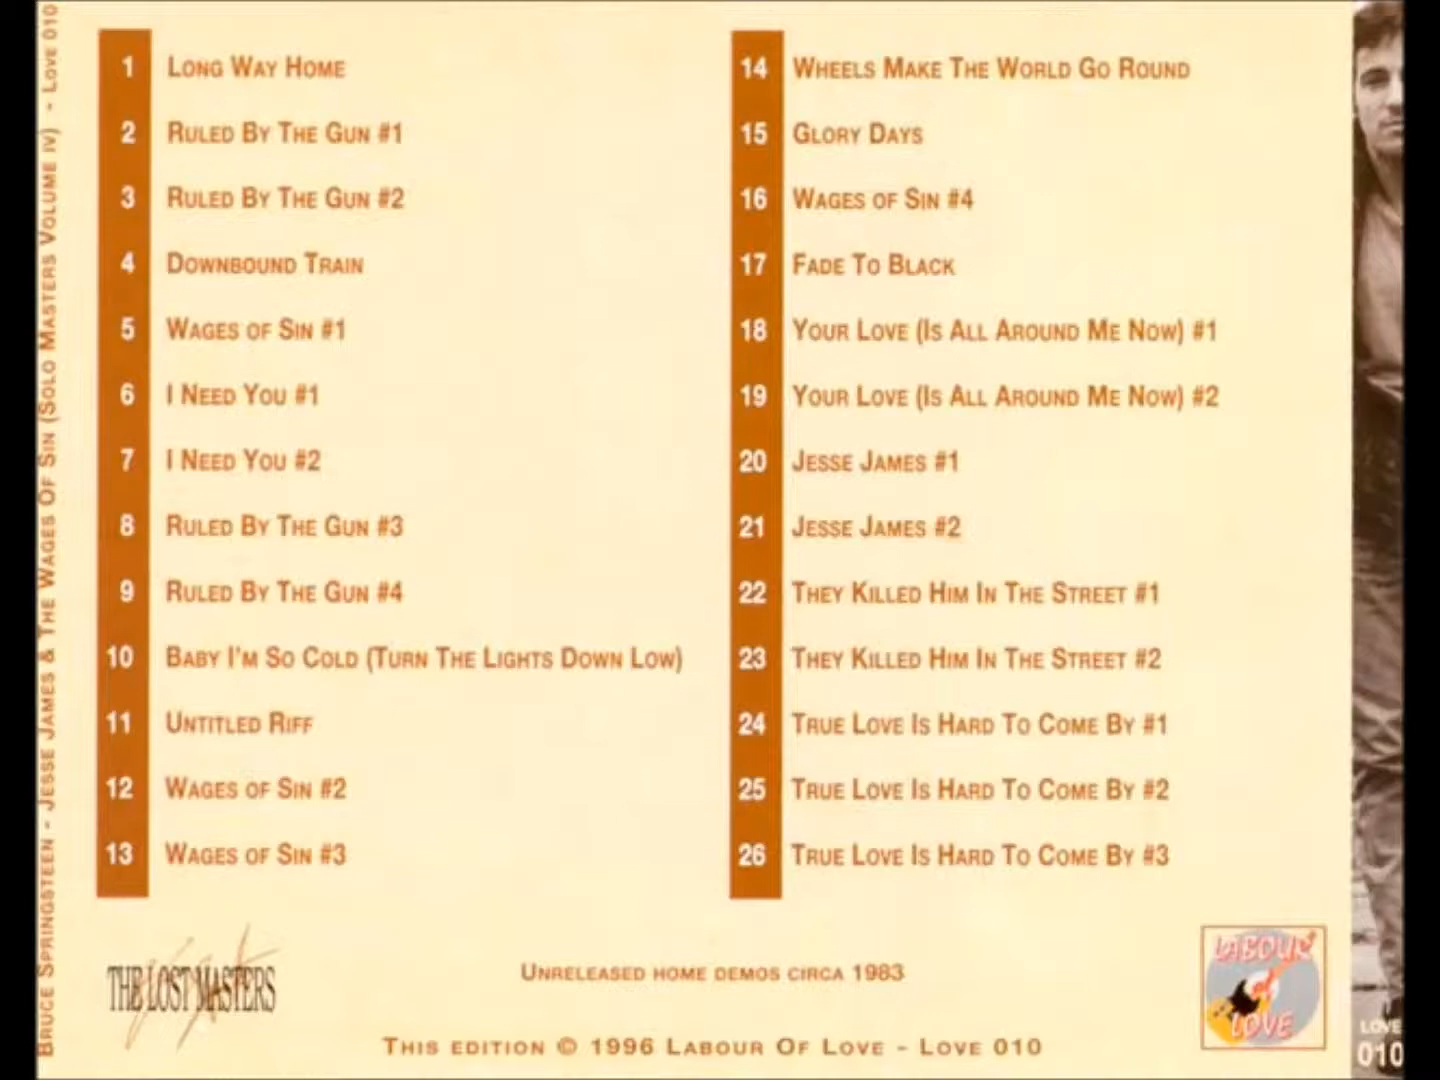 Bruce Springsteen - Jesse James & The Wages Of Sin (Solo Masters Volume IV) - Love 010
1 Long Way Home
2 Ruled By The Gun #1
3 Ruled By The Gun #2
4 Downbound Train
5 Wages of Sin #1
6 I Need You #1
7 I Need You #2
8 Ruled By The Gun #3
9 Ruled By The Gun #4
10 Baby I'm So Cold (Turn The Lights Down Low)
11 Untitled Riff
12 Wages of Sin #2
13 Wages of Sin #3
14 Wheels Make The World Go Round
15 Glory Days
16 Wages of Sin #4
17 Fade To Black
18 Your Love (Is All Around Me Now) #1
19 Your Love (Is All Around Me Now) #2
20 Jesse James #1
21 Jesse James #2
22 They Killed Him In The Street #1
23 They Killed Him In The Street #2
24 True Love Is Hard To Come By #1
25 True Love Is Hard To Come By #2
26 True Love Is Hard To Come By #3
THE LOST MASTERS
Unreleased home demos circa 1983
LABOUR
of
LOVE
This edition © 1996 Labour Of Love - Love 010
LOVE
010